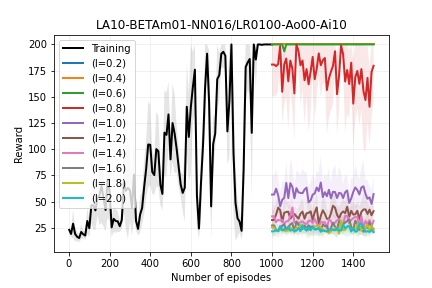 LA10-BETAm01-NN016/LR0100-Ao00-Ai10
Reward
200
175
150
125
100
75
50
25
Training
(l=0.2)
(l=0.4)
(l=0.6)
(l=0.8)
(l=1.0)
(l=1.2)
(l=1.4)
(l=1.6)
(l=1.8)
(l=2.0)
0 200 400 600 800 1000 1200 1400
Number of episodes